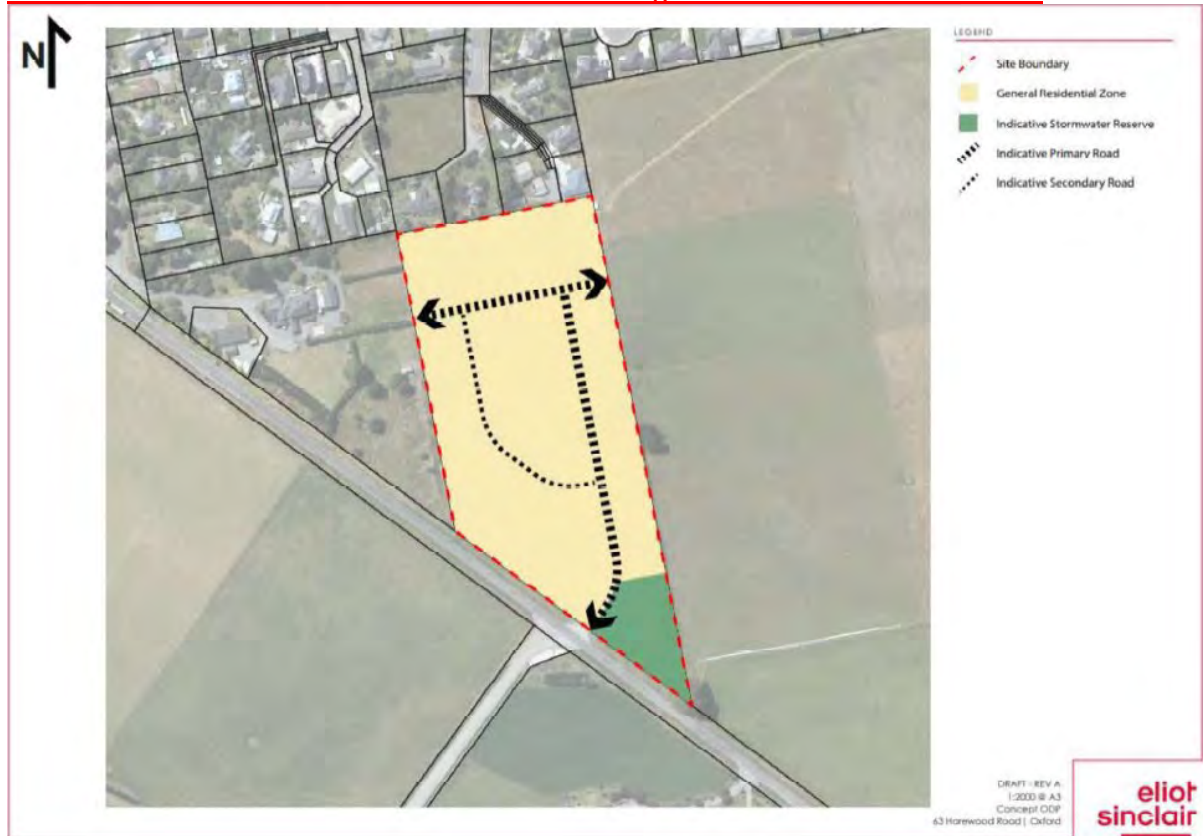 N
LEGEND
Site Boundary
General Residential Zone
Indicative Stormwater Reserve
Indicative Primary Road
Indicative Secondary Road
DRAFT - REV A
1:2000 @ A3
Concept ODP
63 Harewood Road | Oxford
eliot
sinclair